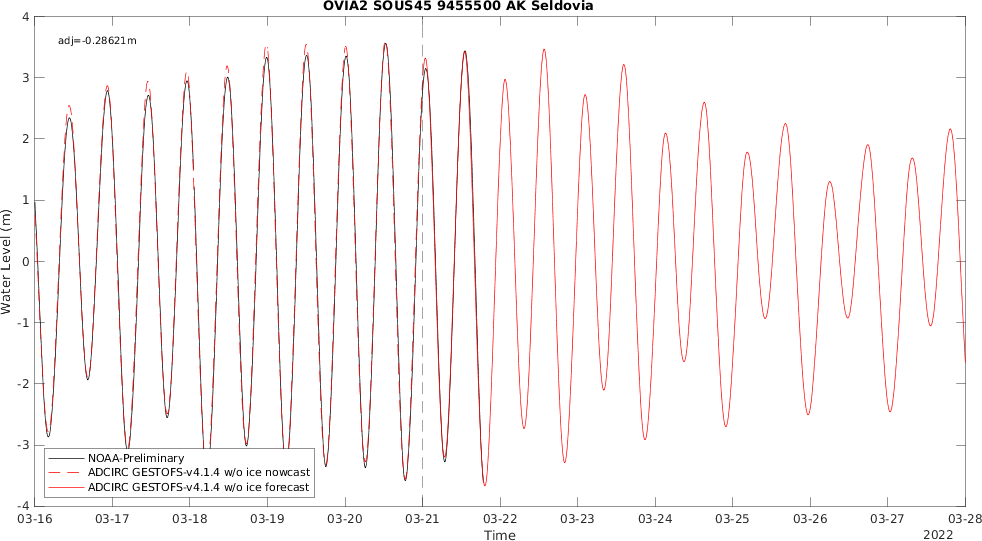 OVIA2 SOUS45 9455500 AK Seldovia
adj=-0.28621m
4
3
2
1
0
-1
-2
-3
-4
Water Level (m)
NOAA-Preliminary
ADCIRC GESTOFS-v4.1.4 w/o ice nowcast
ADCIRC GESTOFS-v4.1.4 w/o ice forecast
03-16 03-17 03-18 03-19 03-20 03-21 03-22 03-23 03-24 03-25 03-26 03-27 03-28
Time
2022